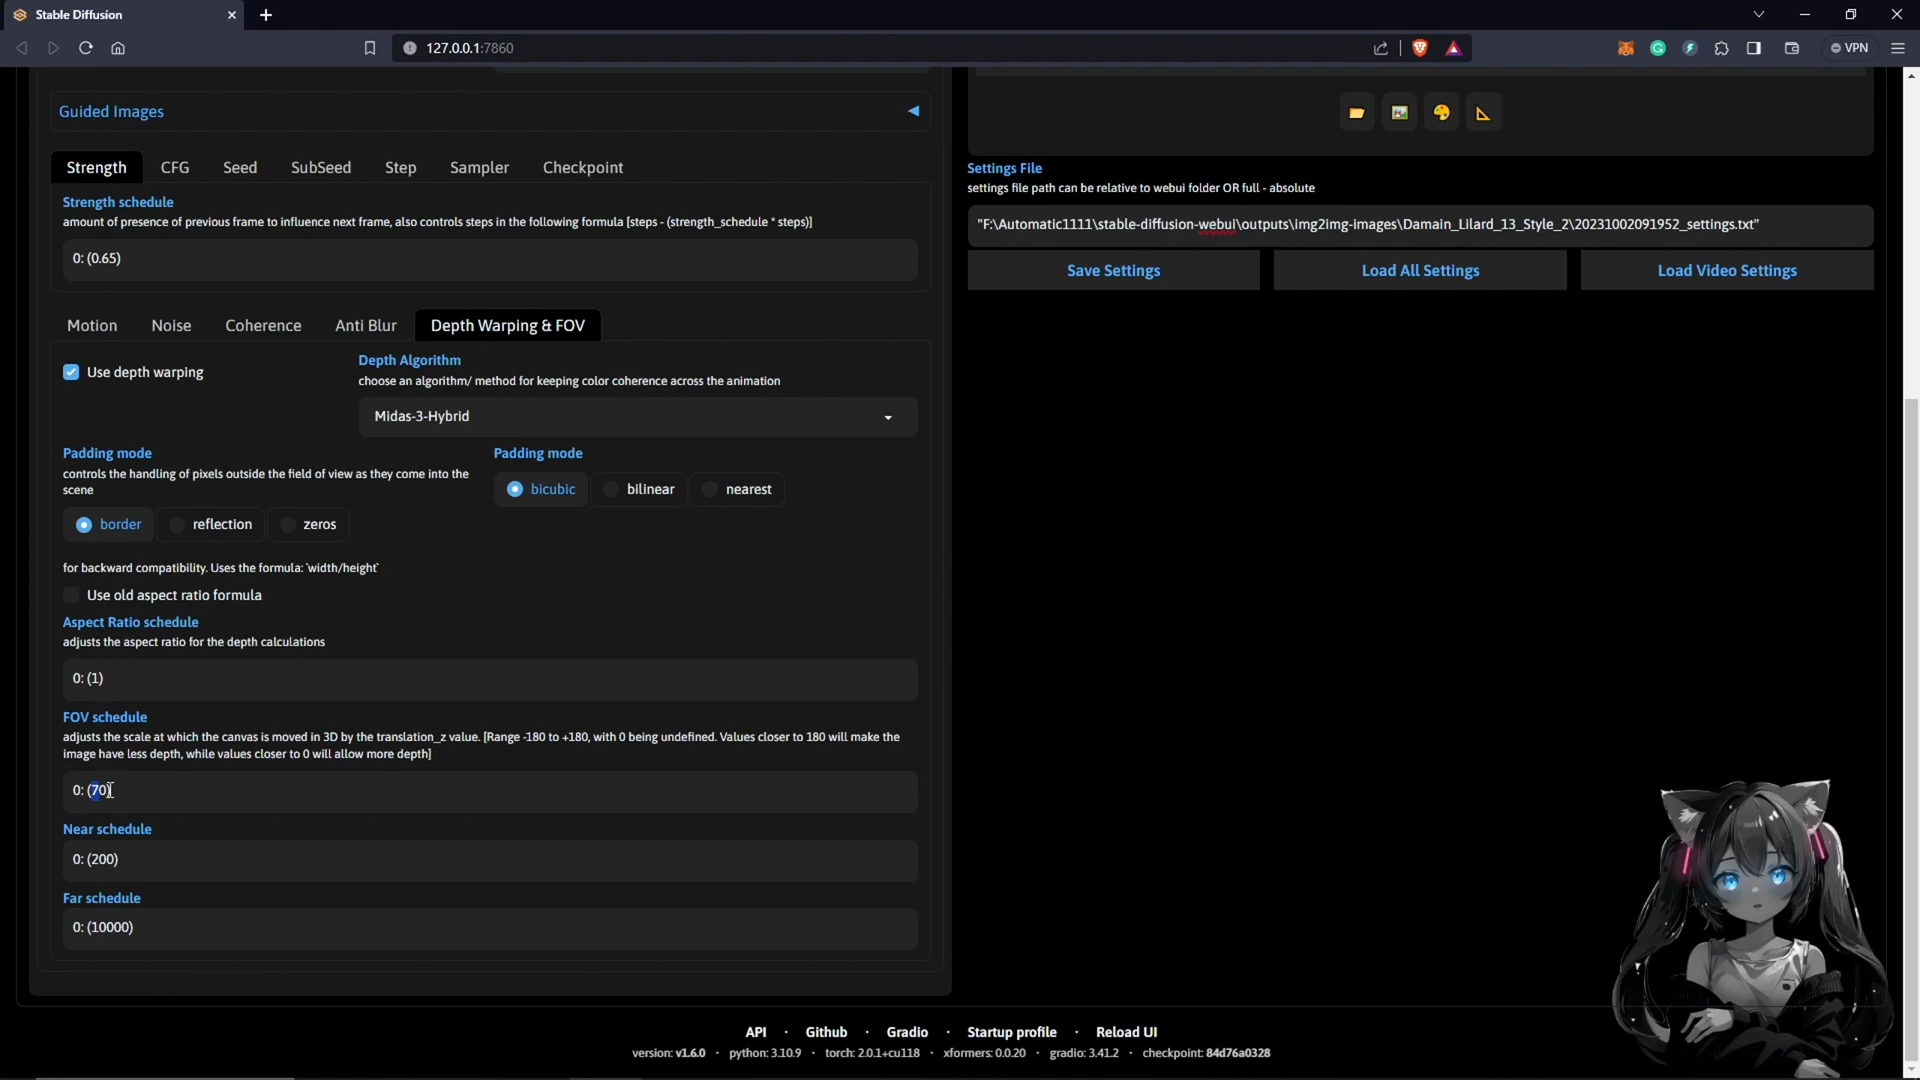 Stable Diffusion
127.0.0.1:7860
VPN
Guided Images
Strength CFG Seed SubSeed Step Sampler Checkpoint
Strength schedule
amount of presence of previous frame to influence next frame, also controls steps in the following formula [steps - (strength_schedule * steps)]
0: (0.65)
Motion Noise Coherence Anti Blur Depth Warping & FOV
Use depth warping
Depth Algorithm
choose an algorithm/ method for keeping color coherence across the animation
Midas-3-Hybrid
Padding mode
controls the handling of pixels outside the field of view as they come into the
scene
border reflection zeros
Padding mode
bicubic bilinear nearest
for backward compatibility. Uses the formula: `width/height`
Use old aspect ratio formula
Aspect Ratio schedule
adjusts the aspect ratio for the depth calculations
0: (1)
FOV schedule
adjusts the scale at which the canvas is moved in 3D by the translation_z value. [Range -180 to +180, with 0 being undefined. Values closer to 180 will make the
image have less depth, while values closer to 0 will allow more depth]
0: (70)
Near schedule
0: (200)
Far schedule
0: (10000)
Settings File
settings file path can be relative to webui folder OR full - absolute
"F:\Automatic1111\stable-diffusion-webui\outputs\img2img-images\Damain_Lilard_13_Style_2\20231002091952_settings.txt"
Save Settings Load All Settings Load Video Settings
API · Github · Gradio · Startup profile · Reload UI
version: v1.6.0 · python: 3.10.9 · torch: 2.0.1+cu118 · xformers: 0.0.20 · gradio: 3.41.2 · checkpoint: 84d76a0328